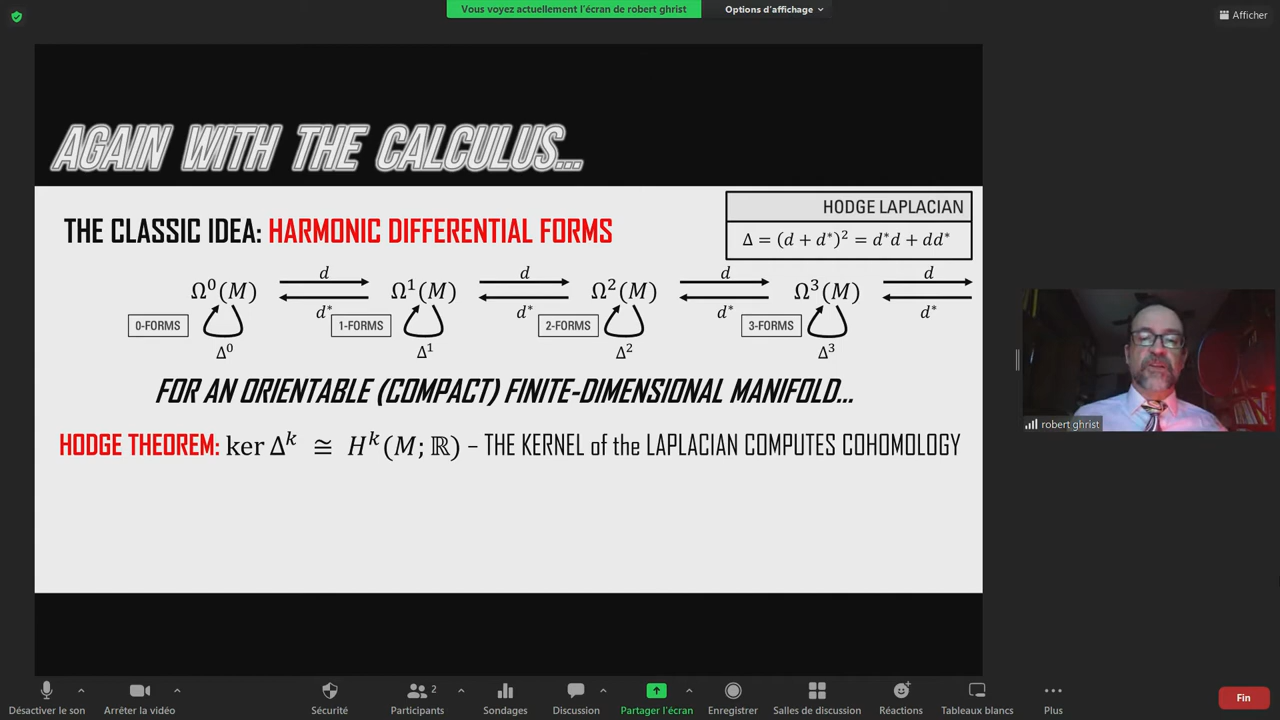 Vous voyez actuellement l'écran de robert ghrist
Options d'affichage
Afficher
AGAIN WITH THE CALCULUS...
HODGE LAPLACIAN
Δ = (d + d*)² = d*d + dd*
THE CLASSIC IDEA: HARMONIC DIFFERENTIAL FORMS
d d d d
Ω⁰(M) Ω¹(M) Ω²(M) Ω³(M)
d* d* d* d*
0-FORMS 1-FORMS 2-FORMS 3-FORMS
Δ⁰ Δ¹ Δ² Δ³
FOR AN ORIENTABLE (COMPACT) FINITE-DIMENSIONAL MANIFOLD...
HODGE THEOREM: ker Δᵏ ≅ Hᵏ(M; ℝ) – THE KERNEL of the LAPLACIAN COMPUTES COHOMOLOGY
robert ghrist
Désactiver le son
Arrêter la vidéo
Sécurité
2
Participants
Sondages
Discussion
Partager l'écran
Enregistrer
Salles de discussion
Réactions
Tableaux blancs
Plus
Fin